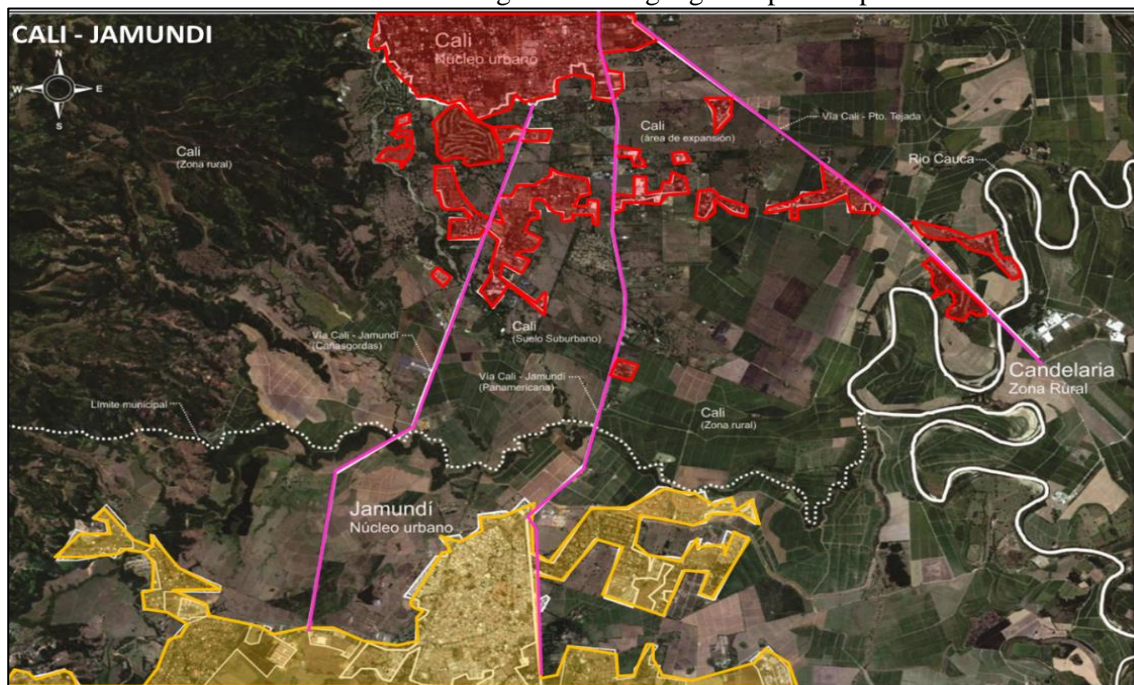 CALI - JAMUNDI
N
W E
S
Cali
Núcleo urbano
Cali
(área de expansión)
Vía Cali - Pto. Tejada
Cali
(Zona rural)
Rio Cauca
Cali
(Suelo Suburbano)
Vía Cali - Jamundí
(Cañasgordas)
Vía Cali - Jamundí
(Panamericana)
Candelaria
Zona Rural
Límite municipal
Cali
(Zona rural)
Jamundí
Núcleo urbano